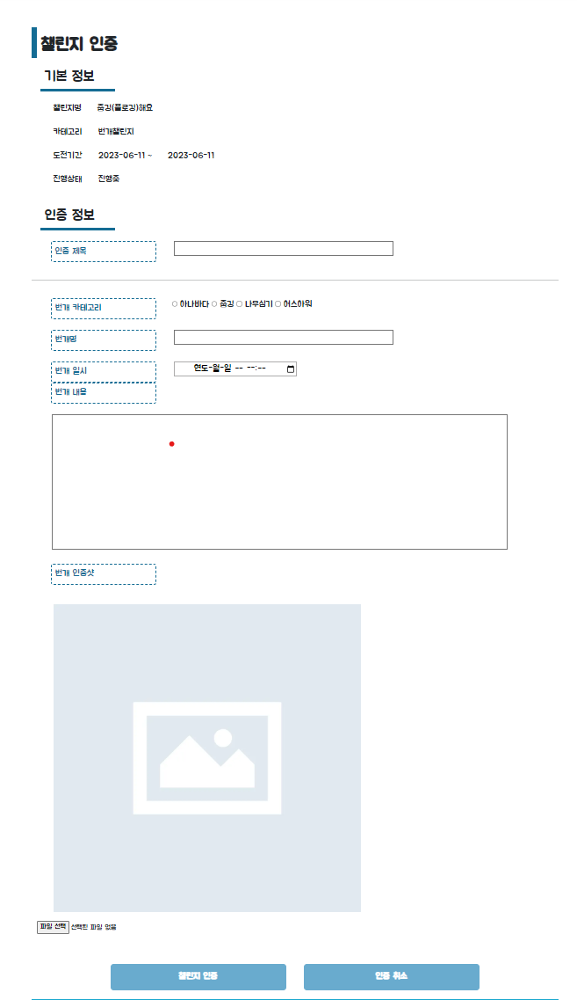 챌린지 인증
기본 정보
챌린지명 줍깅(플로깅)해요
카테고리 번개챌린지
도전기간 2023-06-11 ~ 2023-06-11
진행상태 진행중
인증 정보
인증 제목
번개 카테고리 아나바다 줍깅 나무심기 어스아워
번개명
번개 일시 연도-월-일 -- --:--
번개 내용
번개 인증샷
파일 선택 선택된 파일 없음
챌린지 인증 인증 취소